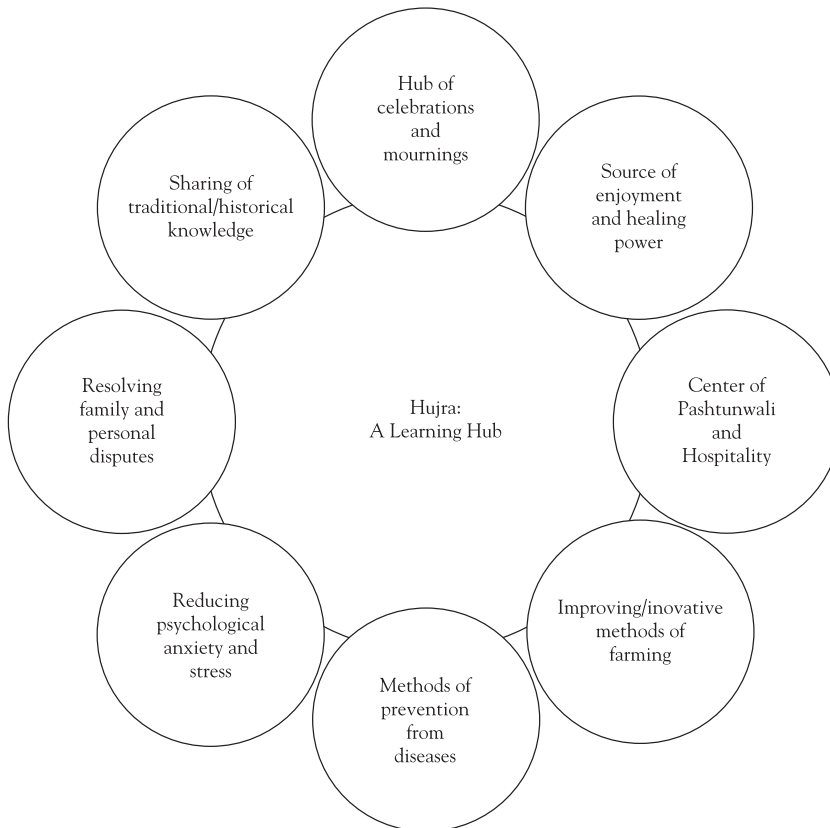 Hub of
celebrations
and
mournings
Source of
enjoyment
and healing
power
Center of
Pashtunwali
and
Hospitality
Improving/inovative
methods of
farming
Methods of
prevention
from
diseases
Reducing
psychological
anxiety and
stress
Resolving
family and
personal
disputes
Sharing of
traditional/historical
knowledge
Hujra:
A Learning Hub